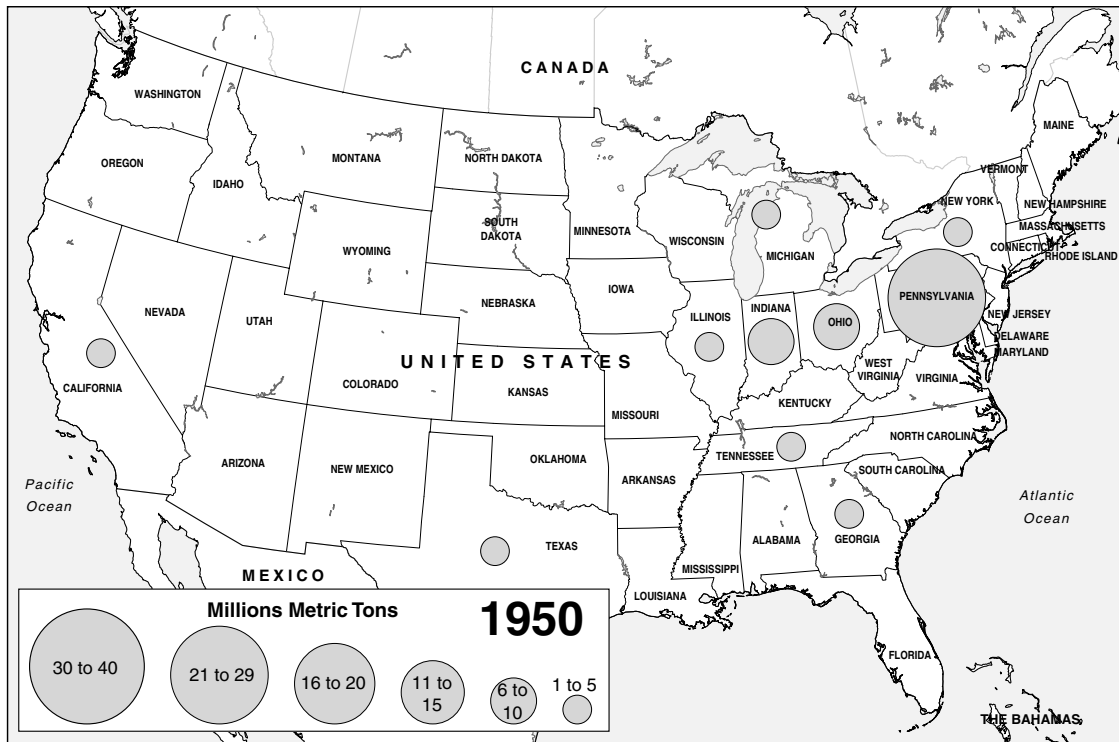 CANADA
WASHINGTON
MAINE
OREGON
MONTANA
NORTH DAKOTA
VERMONT
IDAHO
NEW YORK
NEW HAMPSHIRE
SOUTH
DAKOTA
MINNESOTA
WISCONSIN
MASSACHUSETTS
WYOMING
MICHIGAN
CONNECTICUT
RHODE ISLAND
IOWA
PENNSYLVANIA
NEBRASKA
NEVADA
UTAH
ILLINOIS
INDIANA
OHIO
NEW JERSEY
DELAWARE
MARYLAND
UNITED STATES
CALIFORNIA
COLORADO
KANSAS
WEST
VIRGINIA
VIRGINIA
KENTUCKY
MISSOURI
NORTH CAROLINA
TENNESSEE
OKLAHOMA
ARIZONA
NEW MEXICO
SOUTH CAROLINA
ARKANSAS
Pacific
Ocean
Atlantic
Ocean
TEXAS
ALABAMA
GEORGIA
MISSISSIPPI
MEXICO
LOUISIANA
FLORIDA
THE BAHAMAS
Millions Metric Tons
1950
30 to 40
21 to 29
16 to 20
11 to
15
6 to
10
1 to 5